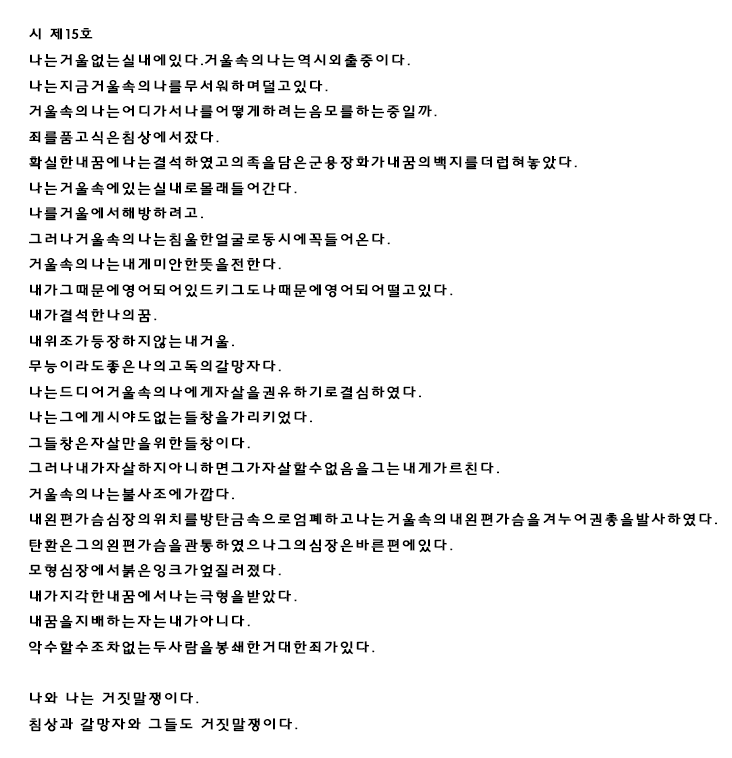 시 제15호
나는거울없는실내에있다.거울속의나는역시외출중이다.
나는지금거울속의나를무서워하며덜고있다.
거울속의나는어디가서나를어떻게하려는음모를하는중일까.
죄를품고식은침상에서잤다.
확실한내꿈에나는결석하였고의족을담은군용장화가내꿈의백지를더럽혀놓았다.
나는거울속에있는실내로몰래들어간다.
나를거울에서해방하려고.
그러나거울속의나는침울한얼굴로동시에꼭들어온다.
거울속의나는내게미안한뜻을전한다.
내가그때문에영어되어있드키그도나때문에영어되어떨고있다.
내가결석한나의꿈.
내위조가등장하지않는내거울.
무능이라도좋은나의고독의갈망자다.
나는드디어거울속의나에게자살을권유하기로결심하였다.
나는그에게시야도없는들창을가리키었다.
그들창은자살만을위한들창이다.
그러나내가자살하지아니하면그가자살할수없음을그는내게가르친다.
거울속의나는불사조에가깝다.
내왼편가슴심장의위치를방탄금속으로엄폐하고나는거울속의내왼편가슴을겨누어권총을발사하였다.
탄환은그의왼편가슴을관통하였으나그의심장은바른편에있다.
모형심장에서붉은잉크가엎질러졌다.
내가지각한내꿈에서나는극형을받았다.
내꿈을지배하는자는내가아니다.
악수할수조차없는두사람을봉쇄한거대한죄가있다.
나와 나는 거짓말쟁이다.
침상과 갈망자와 그들도 거짓말쟁이다.